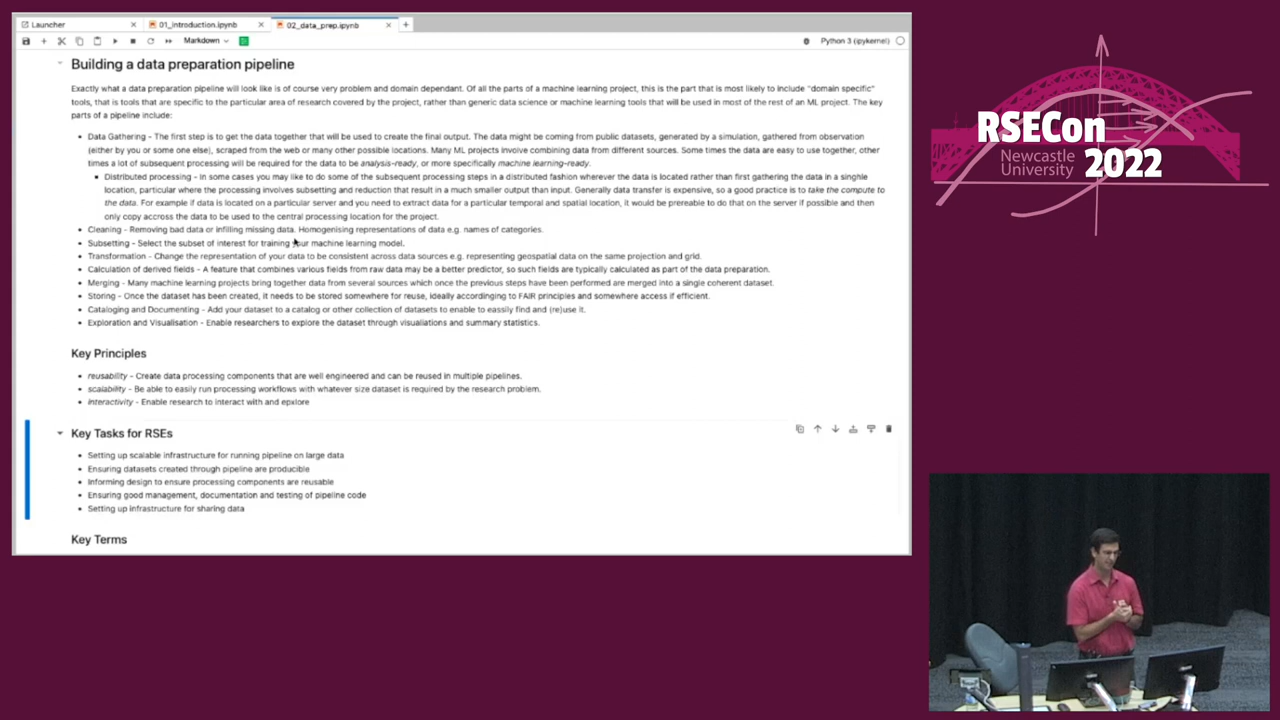 Launcher
01_introduction.ipynb
02_data_prep.ipynb
Markdown
Python 3 (ipykernel)
Building a data preparation pipeline
Exactly what a data preparation pipeline will look like is of course very problem and domain dependant. Of all the parts of a machine learning project, this is the part that is most likely to include "domain specific"
tools, that is tools that are specific to the particular area of research covered by the project, rather than generic data science or machine learning tools that will be used in most of the rest of an ML project. The key
parts of a pipeline include:
Data Gathering - The first step is to get the data together that will be used to create the final output. The data might be coming from public datasets, generated by a simulation, gathered from observation
(either by you or some one else), scraped from the web or many other possible locations. Many ML projects involve combining data from different sources. Some times the data are easy to use together, other
times a lot of subsequent processing will be required for the data to be analysis-ready, or more specifically machine learning-ready.
Distributed processing - In some cases you may like to do some of the subsequent processing steps in a distributed fashion wherever the data is located rather than first gathering the data in a singhle
location, particular where the processing involves subsetting and reduction that result in a much smaller output than input. Generally data transfer is expensive, so a good practice is to take the compute to
the data. For example if data is located on a particular server and you need to extract data for a particular temporal and spatial location, it would be prereable to do that on the server if possible and then
only copy accross the data to be used to the central processing location for the project.
Cleaning - Removing bad data or infilling missing data. Homogenising representations of data e.g. names of categories.
Subsetting - Select the subset of interest for training your machine learning model.
Transformation - Change the representation of your data to be consistent across data sources e.g. representing geospatial data on the same projection and grid.
Calculation of derived fields - A feature that combines various fields from raw data may be a better predictor, so such fields are typically calculated as part of the data preparation.
Merging - Many machine learning projects bring together data from several sources which once the previous steps have been performed are merged into a single coherent dataset.
Storing - Once the dataset has been created, it needs to be stored somewhere for reuse, ideally accordinging to FAIR principles and somewhere access if efficient.
Cataloging and Documenting - Add your dataset to a catalog or other collection of datasets to enable to eassily find and (re)use it.
Exploration and Visualisation - Enable researchers to explore the dataset through visualiations and summary statistics.
Key Principles
reusability - Create data processing components that are well engineered and can be reused in multiple pipelines.
scalability - Be able to easily run processing workflows with whatever size dataset is required by the research problem.
interactivity - Enable research to interact with and epxlore
Key Tasks for RSEs
Setting up scalable infrastructure for running pipeline on large data
Ensuring datasets created through pipeline are producible
Informing design to ensure processing components are reusable
Ensuring good management, documentation and testing of pipeline code
Setting up infrastructure for sharing data
Key Terms
RSECon
Newcastle
University
2022